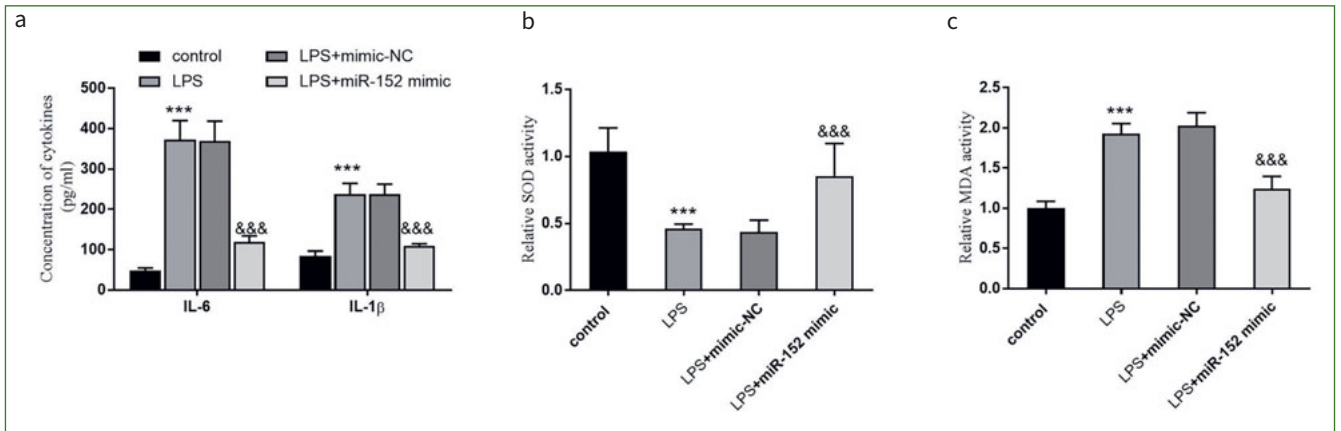 a
control
LPS
LPS+mimic-NC
LPS+miR-152 mimic
Concentration of cytokines
(pg/ml)
500
400
300
200
100
0
***
&&&
***
&&&
IL-6
IL-1β
b
Relative SOD activity
1.5
1.0
0.5
0.0
***
&&&
control
LPS
LPS+mimic-NC
LPS+miR-152 mimic
c
Relative MDA activity
2.5
2.0
1.5
1.0
0.5
0.0
***
&&&
control
LPS
LPS+mimic-NC
LPS+miR-152 mimic